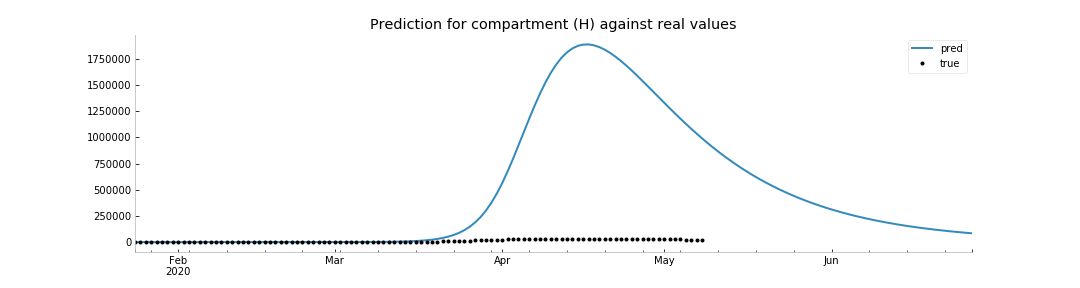 Prediction for compartment (H) against real values
pred
true
1750000
1500000
1250000
1000000
750000
500000
250000
0
Feb
2020
Mar
Apr
May
Jun